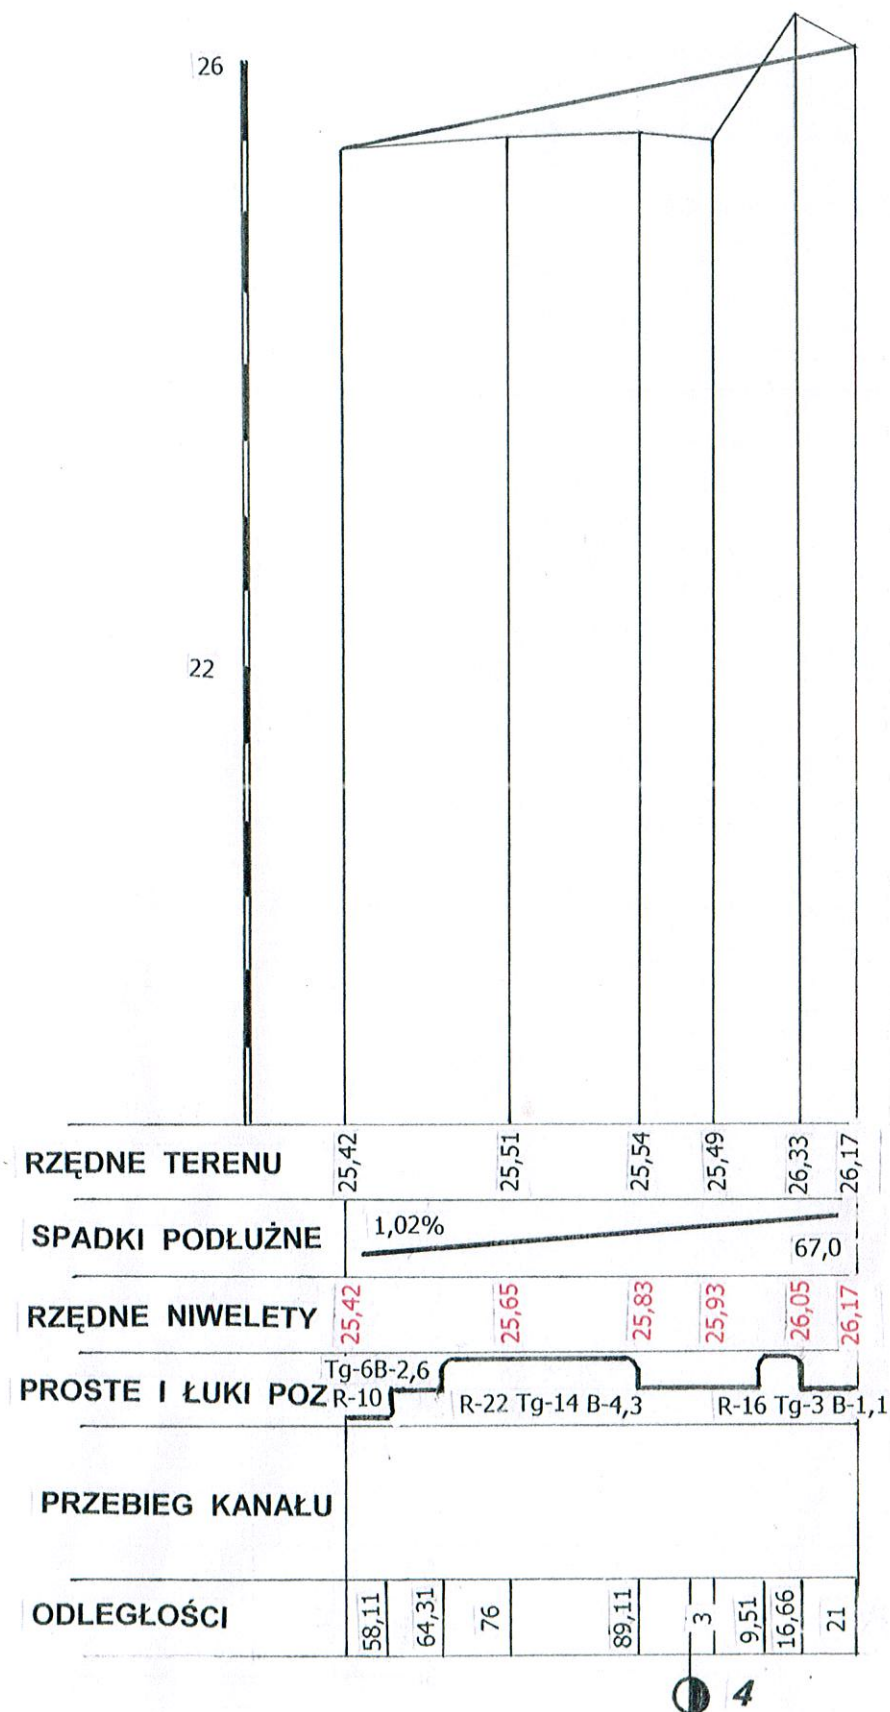 26
22
RZĘDNE TERENU 25,42 25,51 25,54 25,49 26,33 26,17
SPADKI PODŁUŻNE 1,02% 67,0
RZĘDNE NIWELETY 25,42 25,65 25,83 25,93 26,05 26,17
Tg-6B-2,6
PROSTE I ŁUKI POZ R-10 R-22 Tg-14 B-4,3 R-16 Tg-3 B-1,1
PRZEBIEG KANAŁU
ODLEGŁOŚCI 58,11 64,31 76 89,11 3 9,51 16,66 21
4